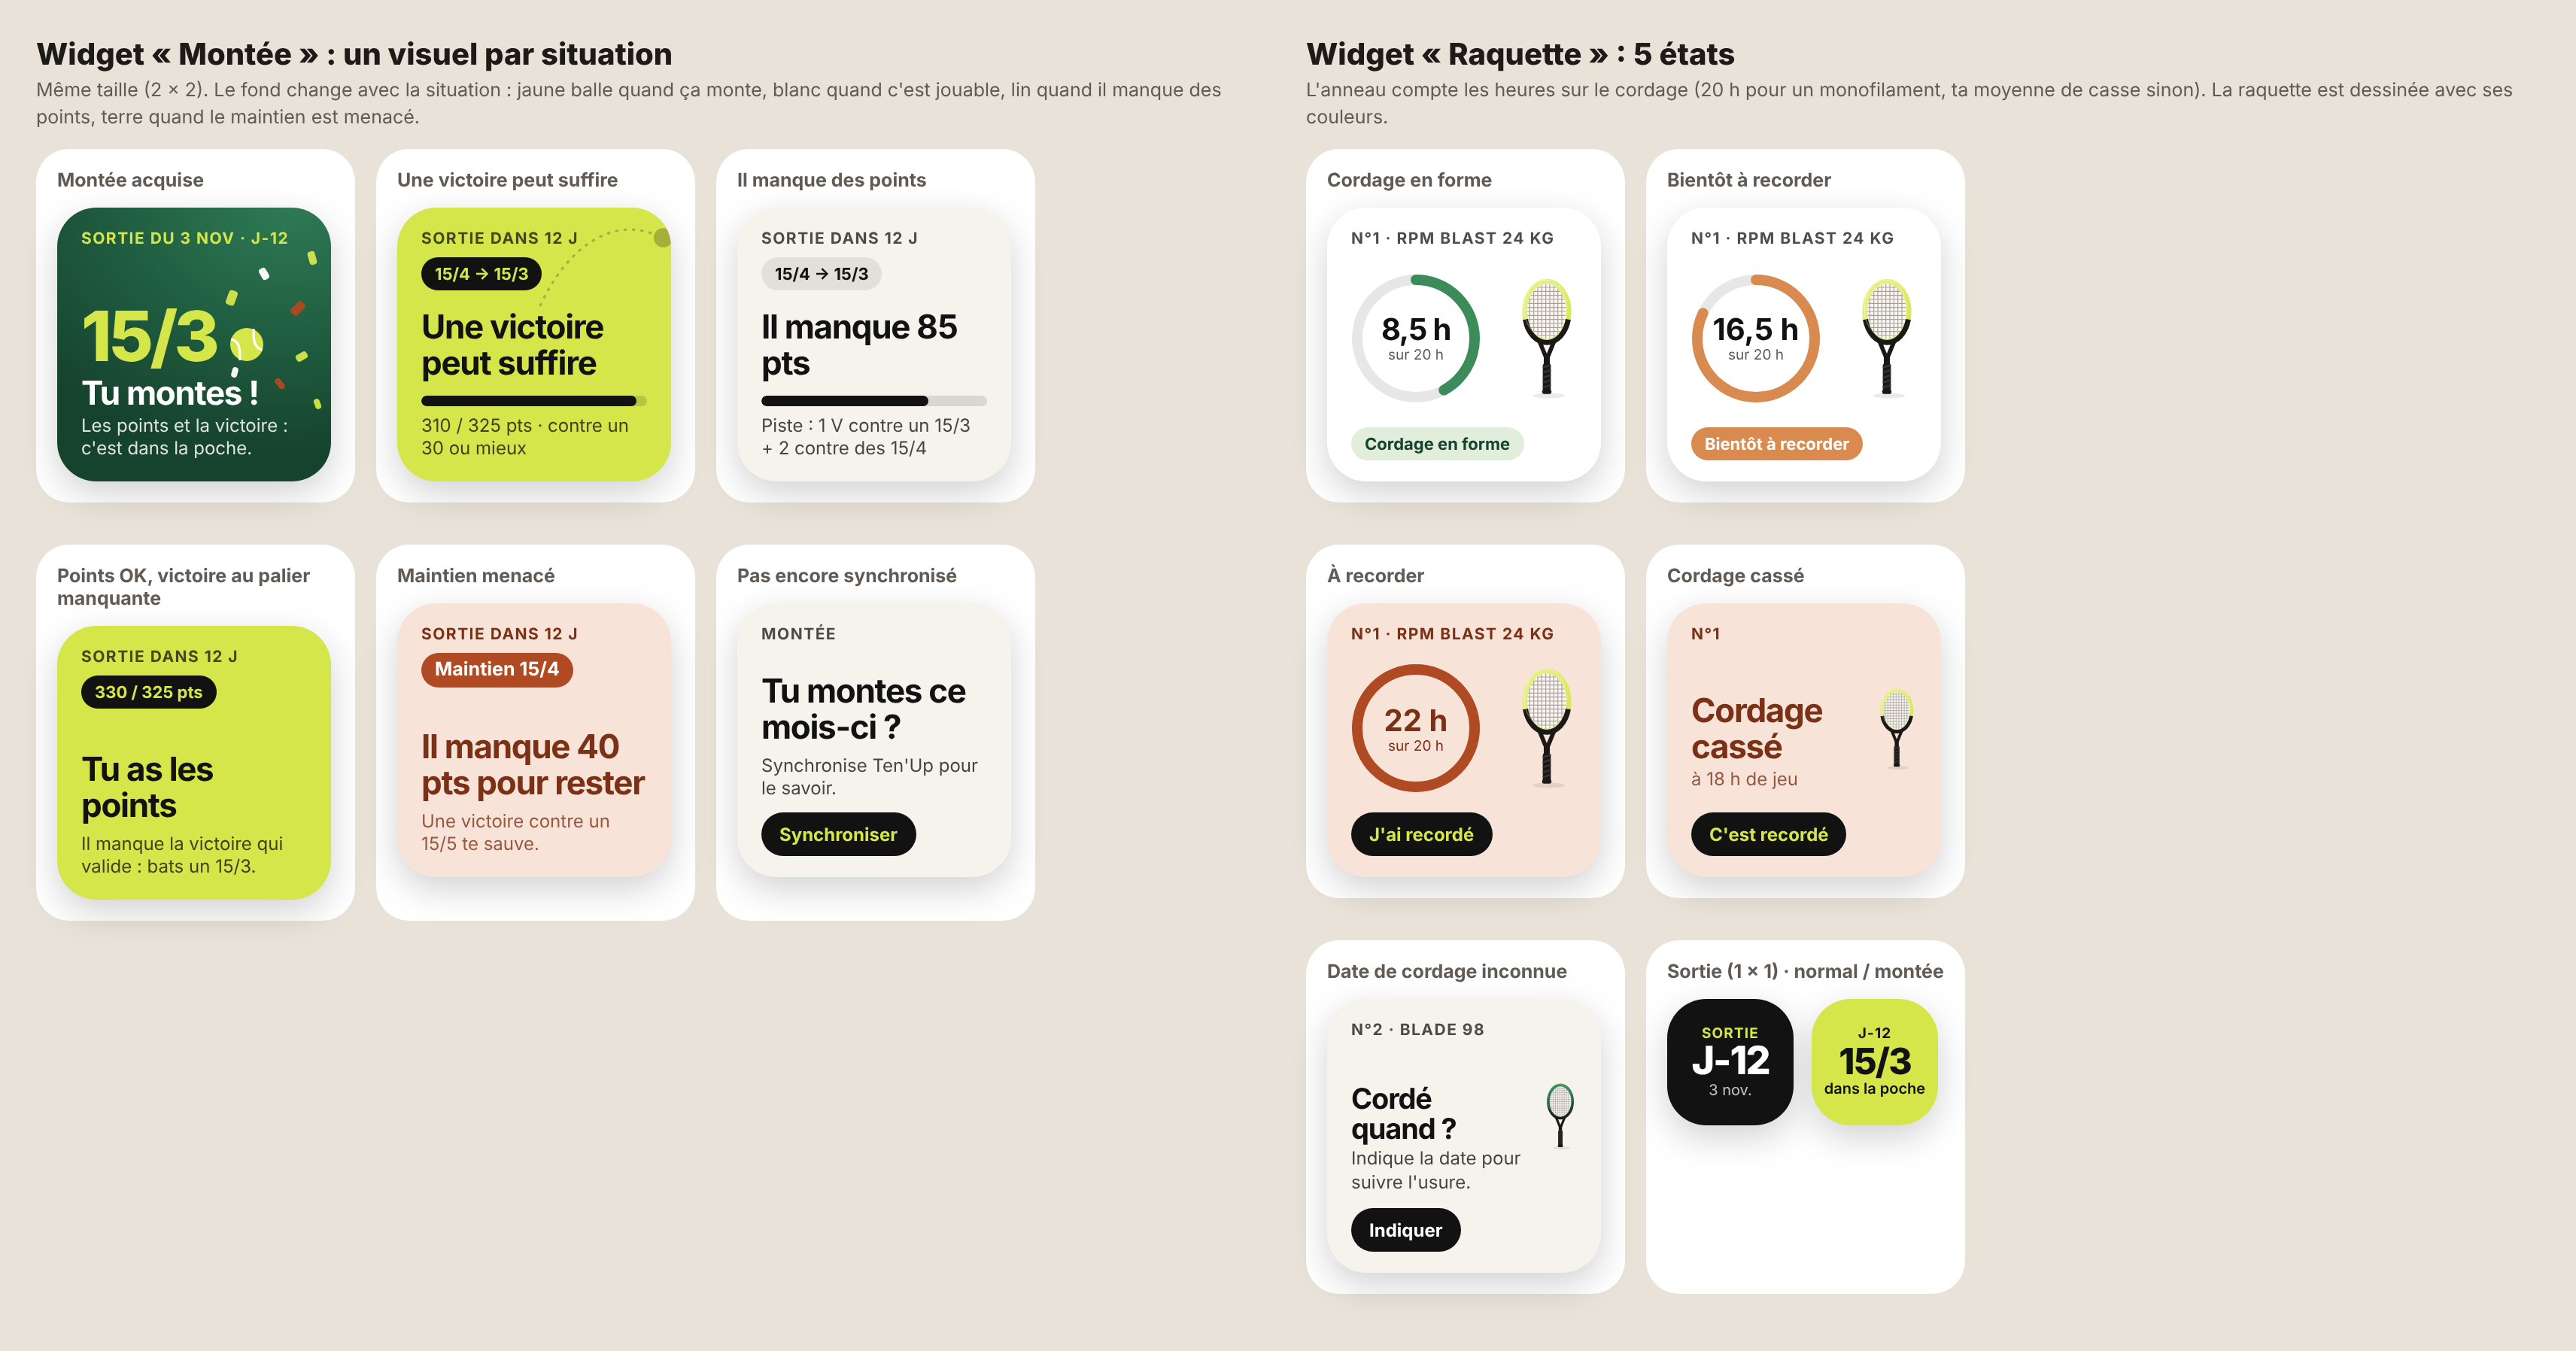 Widget « Montée » : un visuel par situation
Même taille (2 × 2). Le fond change avec la situation : jaune balle quand ça monte, blanc quand c'est jouable, lin quand il manque des
points, terre quand le maintien est menacé.
Montée acquise
SORTIE DU 3 NOV · J-12
15/3
Tu montes !
Les points et la victoire :
c'est dans la poche.
Une victoire peut suffire
SORTIE DANS 12 J
15/4 → 15/3
Une victoire
peut suffire
310 / 325 pts · contre un
30 ou mieux
Il manque des points
SORTIE DANS 12 J
15/4 → 15/3
Il manque 85
pts
Piste : 1 V contre un 15/3
+ 2 contre des 15/4
Points OK, victoire au palier
manquante
SORTIE DANS 12 J
330 / 325 pts
Tu as les
points
Il manque la victoire qui
valide : bats un 15/3.
Maintien menacé
SORTIE DANS 12 J
Maintien 15/4
Il manque 40
pts pour rester
Une victoire contre un
15/5 te sauve.
Pas encore synchronisé
MONTÉE
Tu montes ce
mois-ci ?
Synchronise Ten'Up pour
le savoir.
Synchroniser
Widget « Raquette » : 5 états
L'anneau compte les heures sur le cordage (20 h pour un monofilament, ta moyenne de casse sinon). La raquette est dessinée avec ses
couleurs.
Cordage en forme
N°1 · RPM BLAST 24 KG
8,5 h
sur 20 h
Cordage en forme
Bientôt à recorder
N°1 · RPM BLAST 24 KG
16,5 h
sur 20 h
Bientôt à recorder
À recorder
N°1 · RPM BLAST 24 KG
22 h
sur 20 h
J'ai recordé
Cordage cassé
N°1
Cordage
cassé
à 18 h de jeu
C'est recordé
Date de cordage inconnue
N°2 · BLADE 98
Cordé
quand ?
Indique la date pour
suivre l'usure.
Indiquer
Sortie (1 × 1) · normal / montée
SORTIE
J-12
3 nov.
J-12
15/3
dans la poche